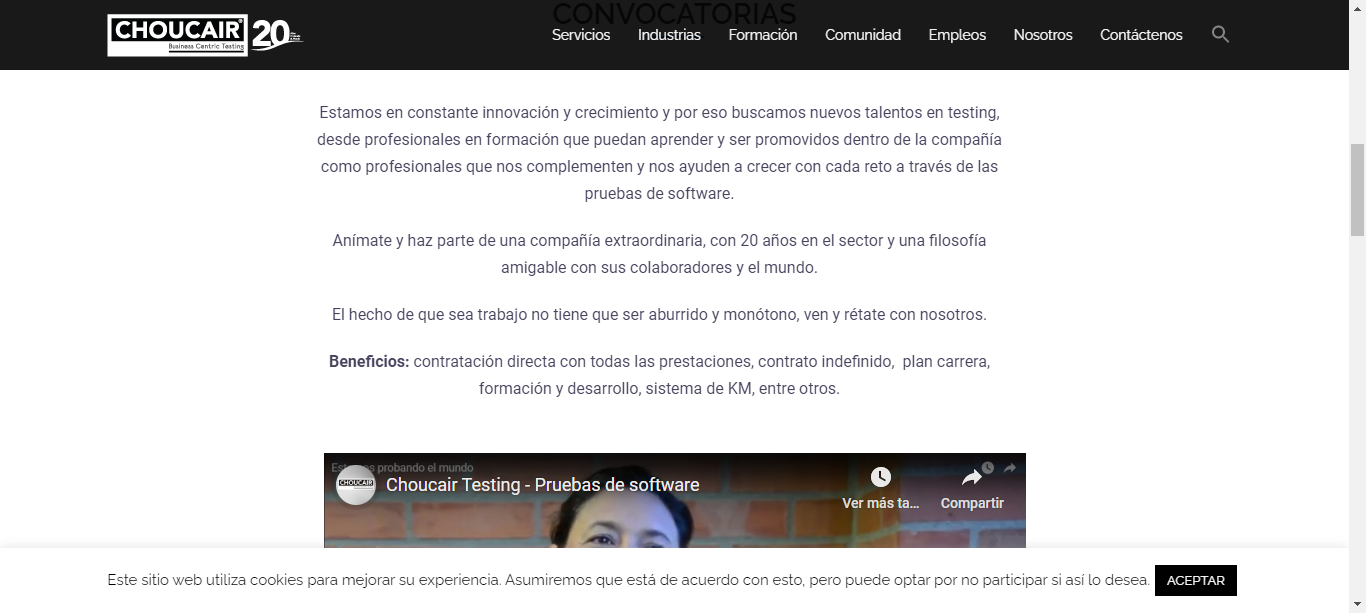 CONVOCATORIAS
CHOUCAIR®
Business Centric Testing
20
Servicios
Industrias
Formación
Comunidad
Empleos
Nosotros
Contáctenos
Estamos en constante innovación y crecimiento y por eso buscamos nuevos talentos en testing,
desde profesionales en formación que puedan aprender y ser promovidos dentro de la compañía
como profesionales que nos complementen y nos ayuden a crecer con cada reto a través de las
pruebas de software.
Anímate y haz parte de una compañía extraordinaria, con 20 años en el sector y una filosofía
amigable con sus colaboradores y el mundo.
El hecho de que sea trabajo no tiene que ser aburrido y monótono, ven y rétate con nosotros.
Beneficios: contratación directa con todas las prestaciones, contrato indefinido,  plan carrera,
formación y desarrollo, sistema de KM, entre otros.
probando el mundo
CHOUCAIR
Choucair Testing - Pruebas de software
Ver más ta...
Compartir
Este sitio web utiliza cookies para mejorar su experiencia. Asumiremos que está de acuerdo con esto, pero puede optar por no participar si así lo desea.
ACEPTAR